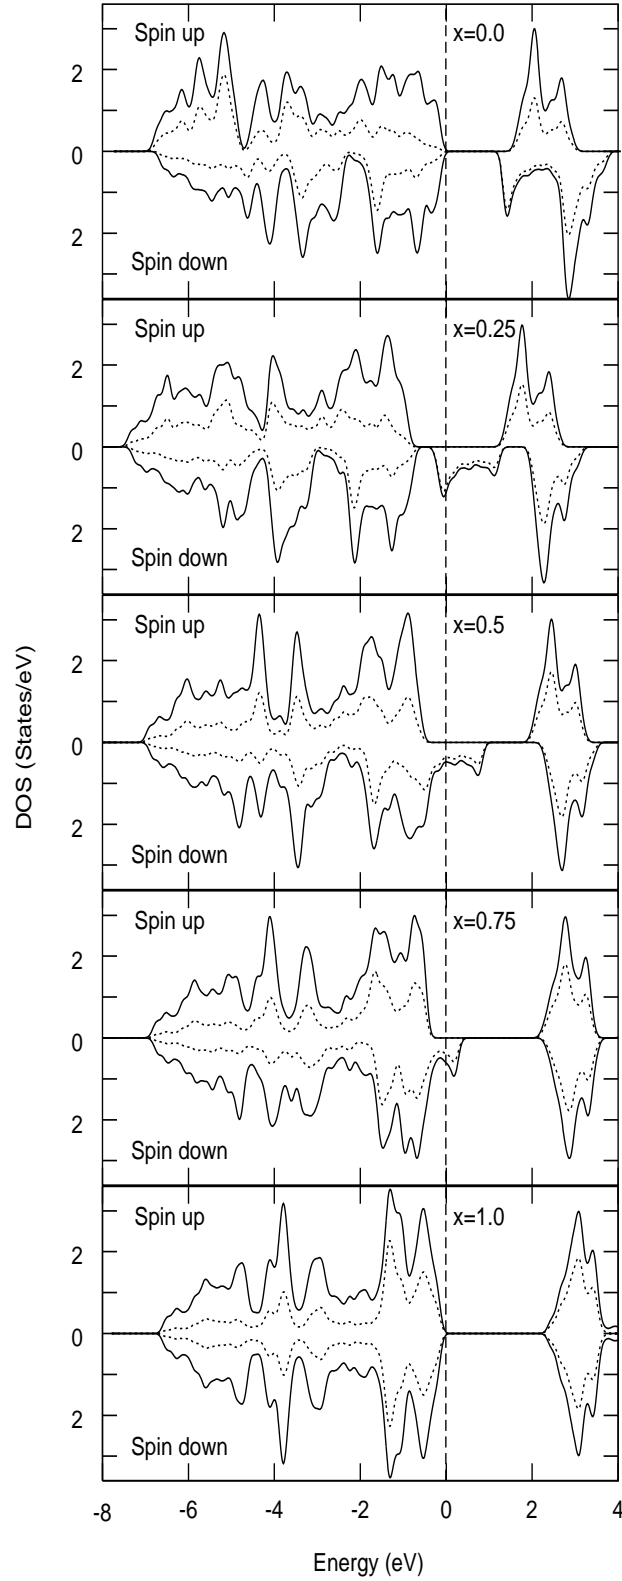 Spin up
x=0.0
2
0
2
Spin down
Spin up
x=0.25
2
0
2
Spin down
Spin up
x=0.5
2
0
2
Spin down
DOS (States/eV)
Spin up
x=0.75
2
0
2
Spin down
Spin up
x=1.0
2
0
2
Spin down
-8 -6 -4 -2 0 2 4
Energy (eV)